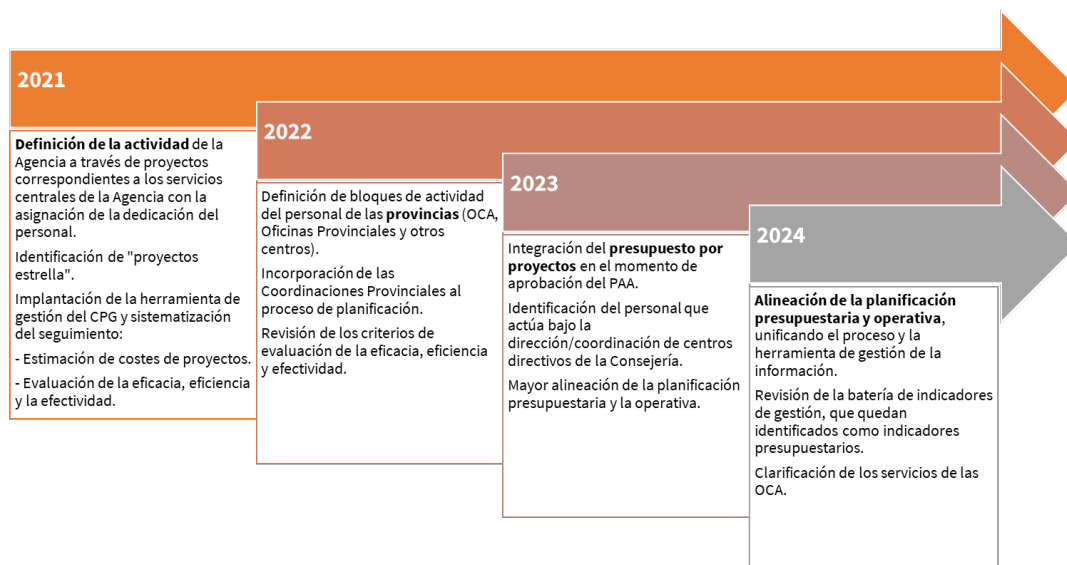 2021
Definición de la actividad de la
Agencia a través de proyectos
correspondientes a los servicios
centrales de la Agencia con la
asignación de la dedicación del
personal.
Identificación de "proyectos
estrella".
Implantación de la herramienta de
gestión del CPG y sistematización
del seguimiento:
- Estimación de costes de proyectos.
- Evaluación de la eficacia, eficiencia
y la efectividad.
2022
Definición de bloques de actividad
del personal de las provincias (OCA,
Oficinas Provinciales y otros
centros).
Incorporación de las
Coordinaciones Provinciales al
proceso de planificación.
Revisión de los criterios de
evaluación de la eficacia, eficiencia
y efectividad.
2023
Integración del presupuesto por
proyectos en el momento de
aprobación del PAA.
Identificación del personal que
actúa bajo la
dirección/coordinación de centros
directivos de la Consejería.
Mayor alineación de la planificación
presupuestaria y la operativa.
2024
Alineación de la planificación
presupuestaria y operativa,
unificando el proceso y la
herramienta de gestión de la
información.
Revisión de la batería de indicadores
de gestión, que quedan
identificados como indicadores
presupuestarios.
Clarificación de los servicios de las
OCA.